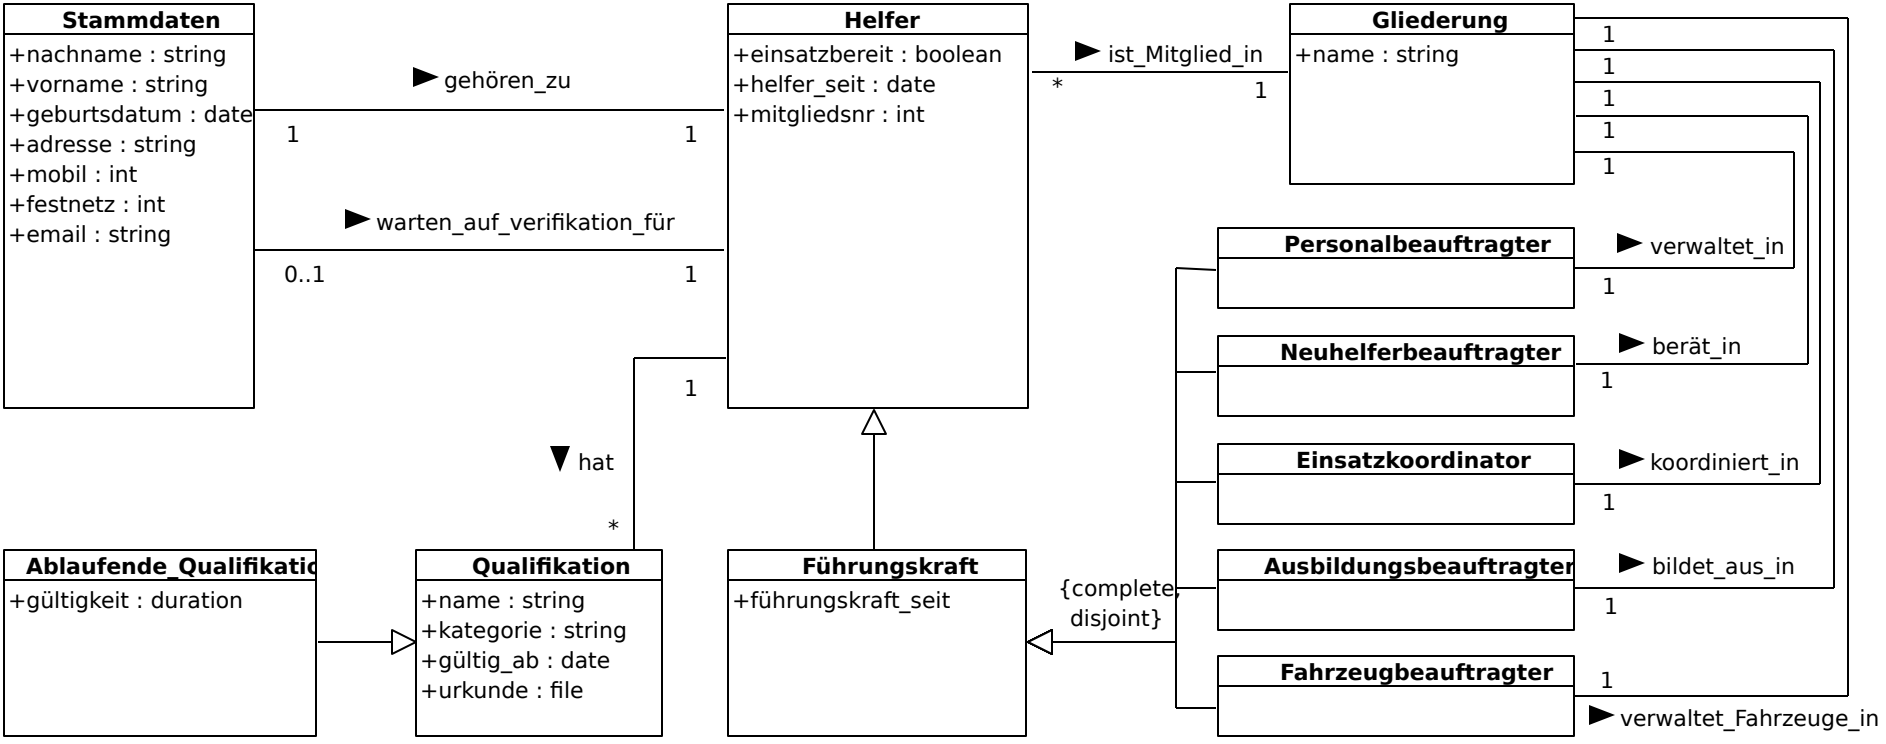 Stammdaten
+nachname : string
+vorname : string
+geburtsdatum : date
+adresse : string
+mobil : int
+festnetz : int
+email : string
gehören_zu
1
1
warten_auf_verifikation_für
0..1
1
Helfer
+einsatzbereit : boolean
+helfer_seit : date
+mitgliedsnr : int
ist_Mitglied_in
*
1
Gliederung
+name : string
1
1
1
1
1
Personalbeauftragter
verwaltet_in
1
Neuhelferbeauftragter
berät_in
1
Einsatzkoordinator
koordiniert_in
1
Ausbildungsbeauftragter
bildet_aus_in
1
Fahrzeugbeauftragter
1
verwaltet_Fahrzeuge_in
1
hat
*
Ablaufende_Qualifikatio
+gültigkeit : duration
Qualifikation
+name : string
+kategorie : string
+gültig_ab : date
+urkunde : file
Führungskraft
+führungskraft_seit
{complete,
disjoint}